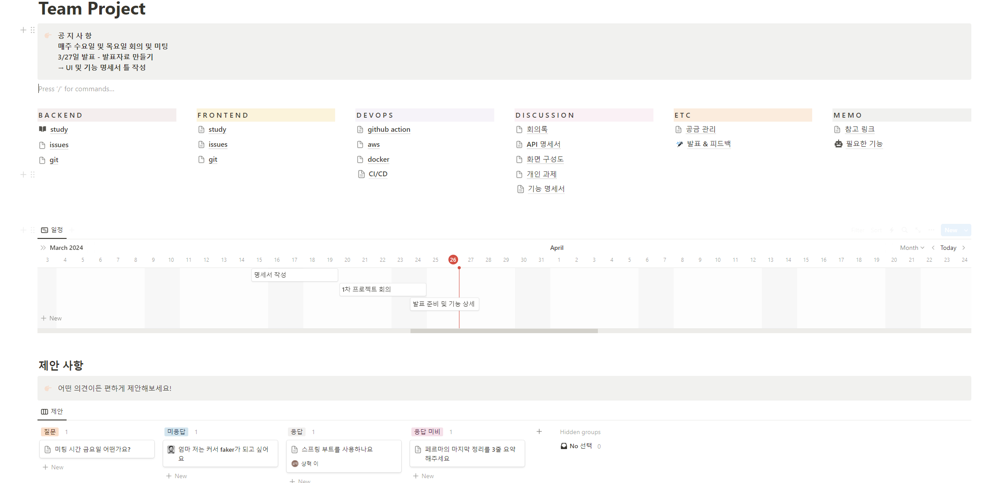 Team Project
공 지 사 항
매주 수요일 및 목요일 회의 및 미팅
3/27일 발표 - 발표자료 만들기
→ UI 및 기능 명세서 틀 작성
Press '/' for commands...
BACKEND
study
issues
git
FRONTEND
study
issues
git
DEVOPS
github action
aws
docker
CI/CD
DISCUSSION
회의록
API 명세서
화면 구성도
개인 과제
기능 명세서
ETC
공금 관리
발표 & 피드백
MEMO
참고 링크
필요한 기능
일정
Filter Sort New
March 2024 April Month Today
3 4 5 6 7 8 9 10 11 12 13 14 15 16 17 18 19 20 21 22 23 24 25 26 27 28 29 30 31 1 2 3 4 5 6 7 8 9 10 11 12 13 14 15 16 17 18 19 20 21 22 23 24
명세서 작성
1차 프로젝트 회의
발표 준비 및 기능 상세
New
제안 사항
어떤 의견이든 편하게 제안해보세요!
제안
질문 1
미팅 시간 금요일 어떤가요?
New
미응답 1
엄마 저는 커서 faker가 되고 싶어
요
New
응답 1
스프링 부트를 사용하나요
상혁 이
New
응답 미비 1
페르마의 마지막 정리를 3줄 요약
해주세요
New
Hidden groups
No 선택 0